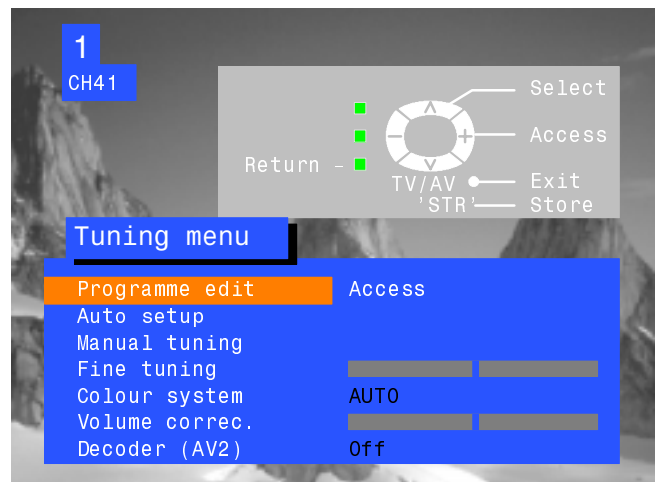 1
CH41
Select
Access
Return –
TV/AV
Exit
'STR'
Store
Tuning menu
Programme edit Access
Auto setup
Manual tuning
Fine tuning
Colour system AUTO
Volume correc.
Decoder (AV2) Off